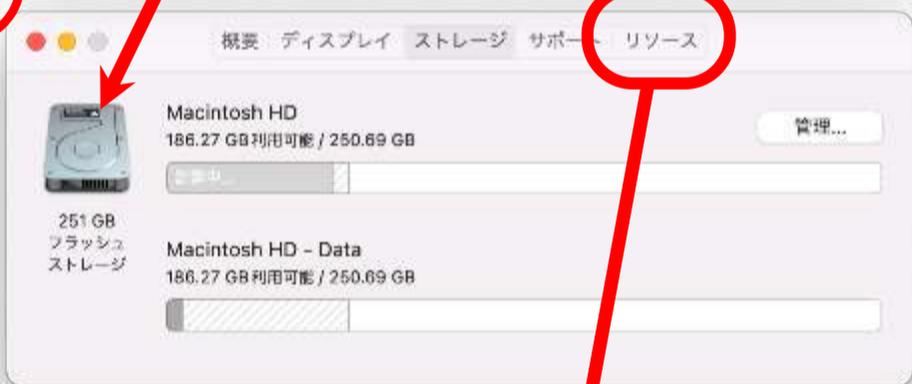 概要 ディスプレイ ストレージ サポート リソース
Macintosh HD
186.27 GB利用可能 / 250.69 GB
管理...
251 GB
フラッシュ
ストレージ
Macintosh HD - Data
186.27 GB利用可能 / 250.69 GB